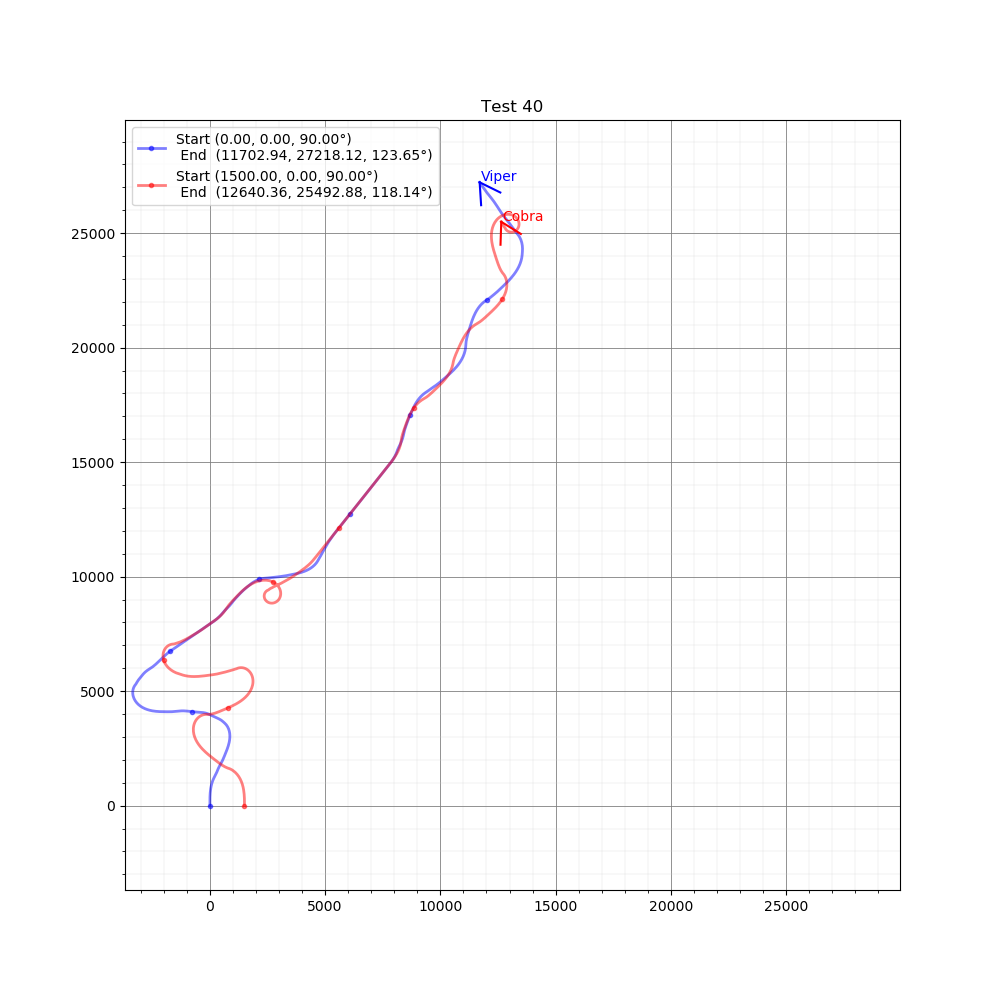 Test 40
Start (0.00, 0.00, 90.00°)
End (11702.94, 27218.12, 123.65°)
Start (1500.00, 0.00, 90.00°)
End (12640.36, 25492.88, 118.14°)
Viper
Cobra
25000
20000
15000
10000
5000
0
0 5000 10000 15000 20000 25000